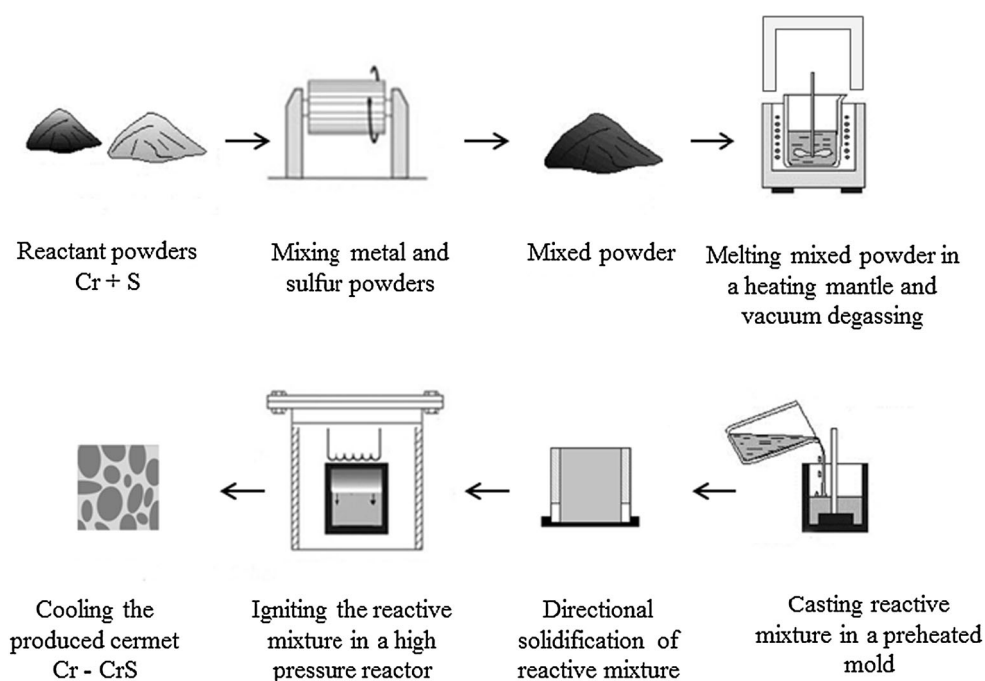 Reactant powders
Cr + S
Mixing metal and
sulfur powders
Mixed powder
Melting mixed powder in
a heating mantle and
vacuum degassing
Cooling the
produced cermet
Cr - CrS
Igniting the reactive
mixture in a high
pressure reactor
Directional
solidification of
reactive mixture
Casting reactive
mixture in a preheated
mold